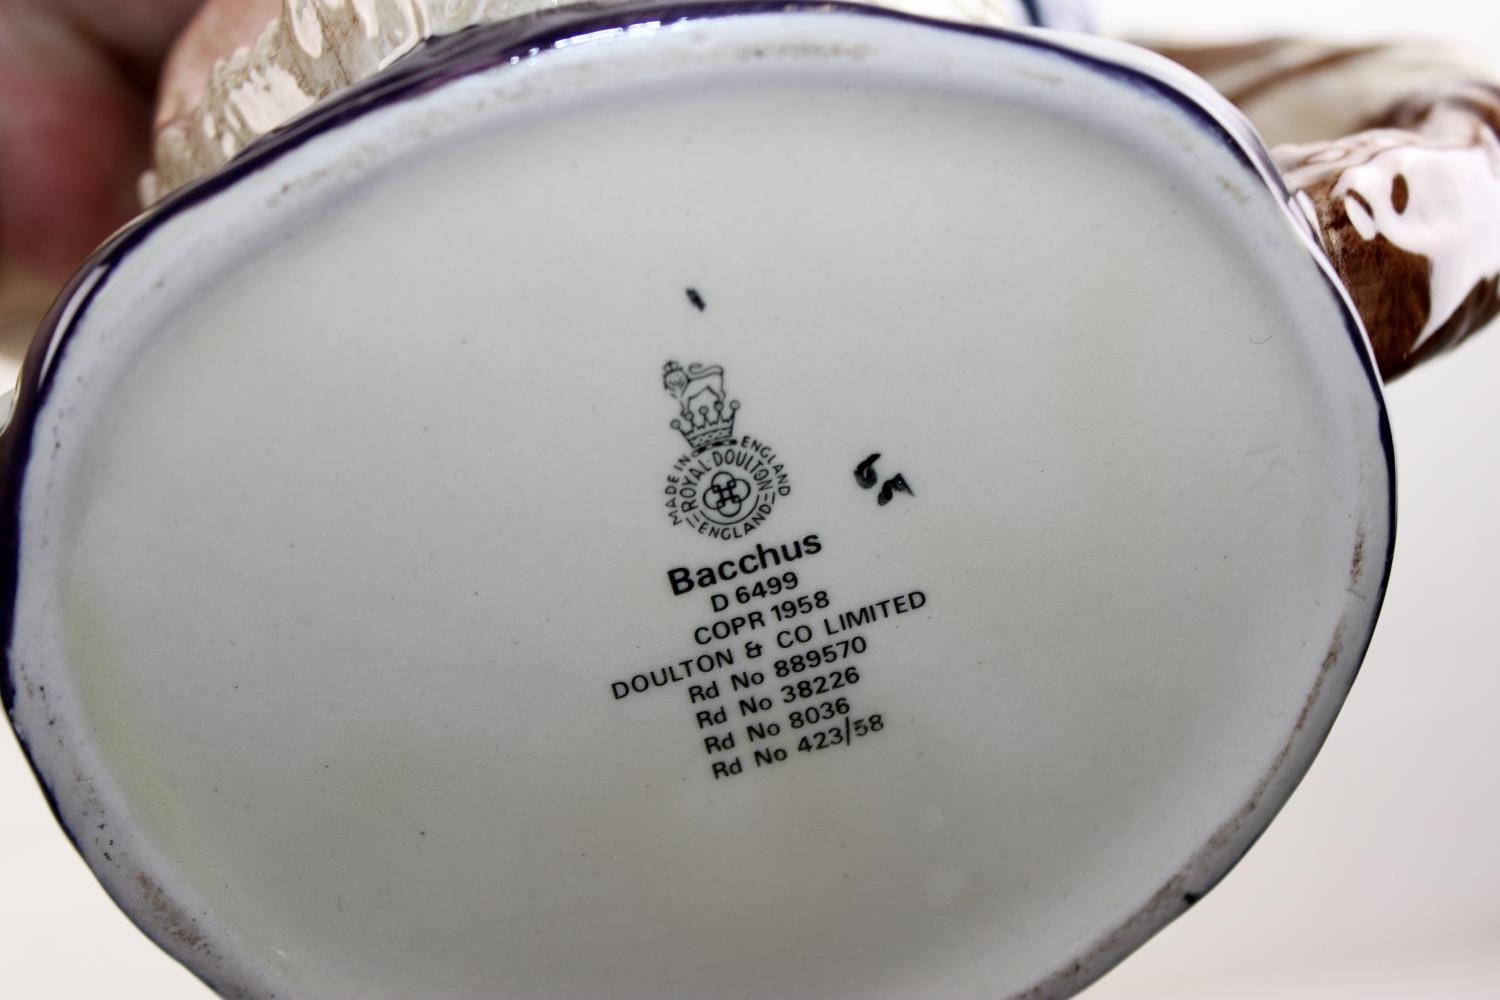 MADE IN ENGLAND
ROYAL DOULTON
ENGLAND
Bacchus
D 6499
COPR 1958
DOULTON & CO LIMITED
Rd No 889570
Rd No 38226
Rd No 8036
Rd No 423/58